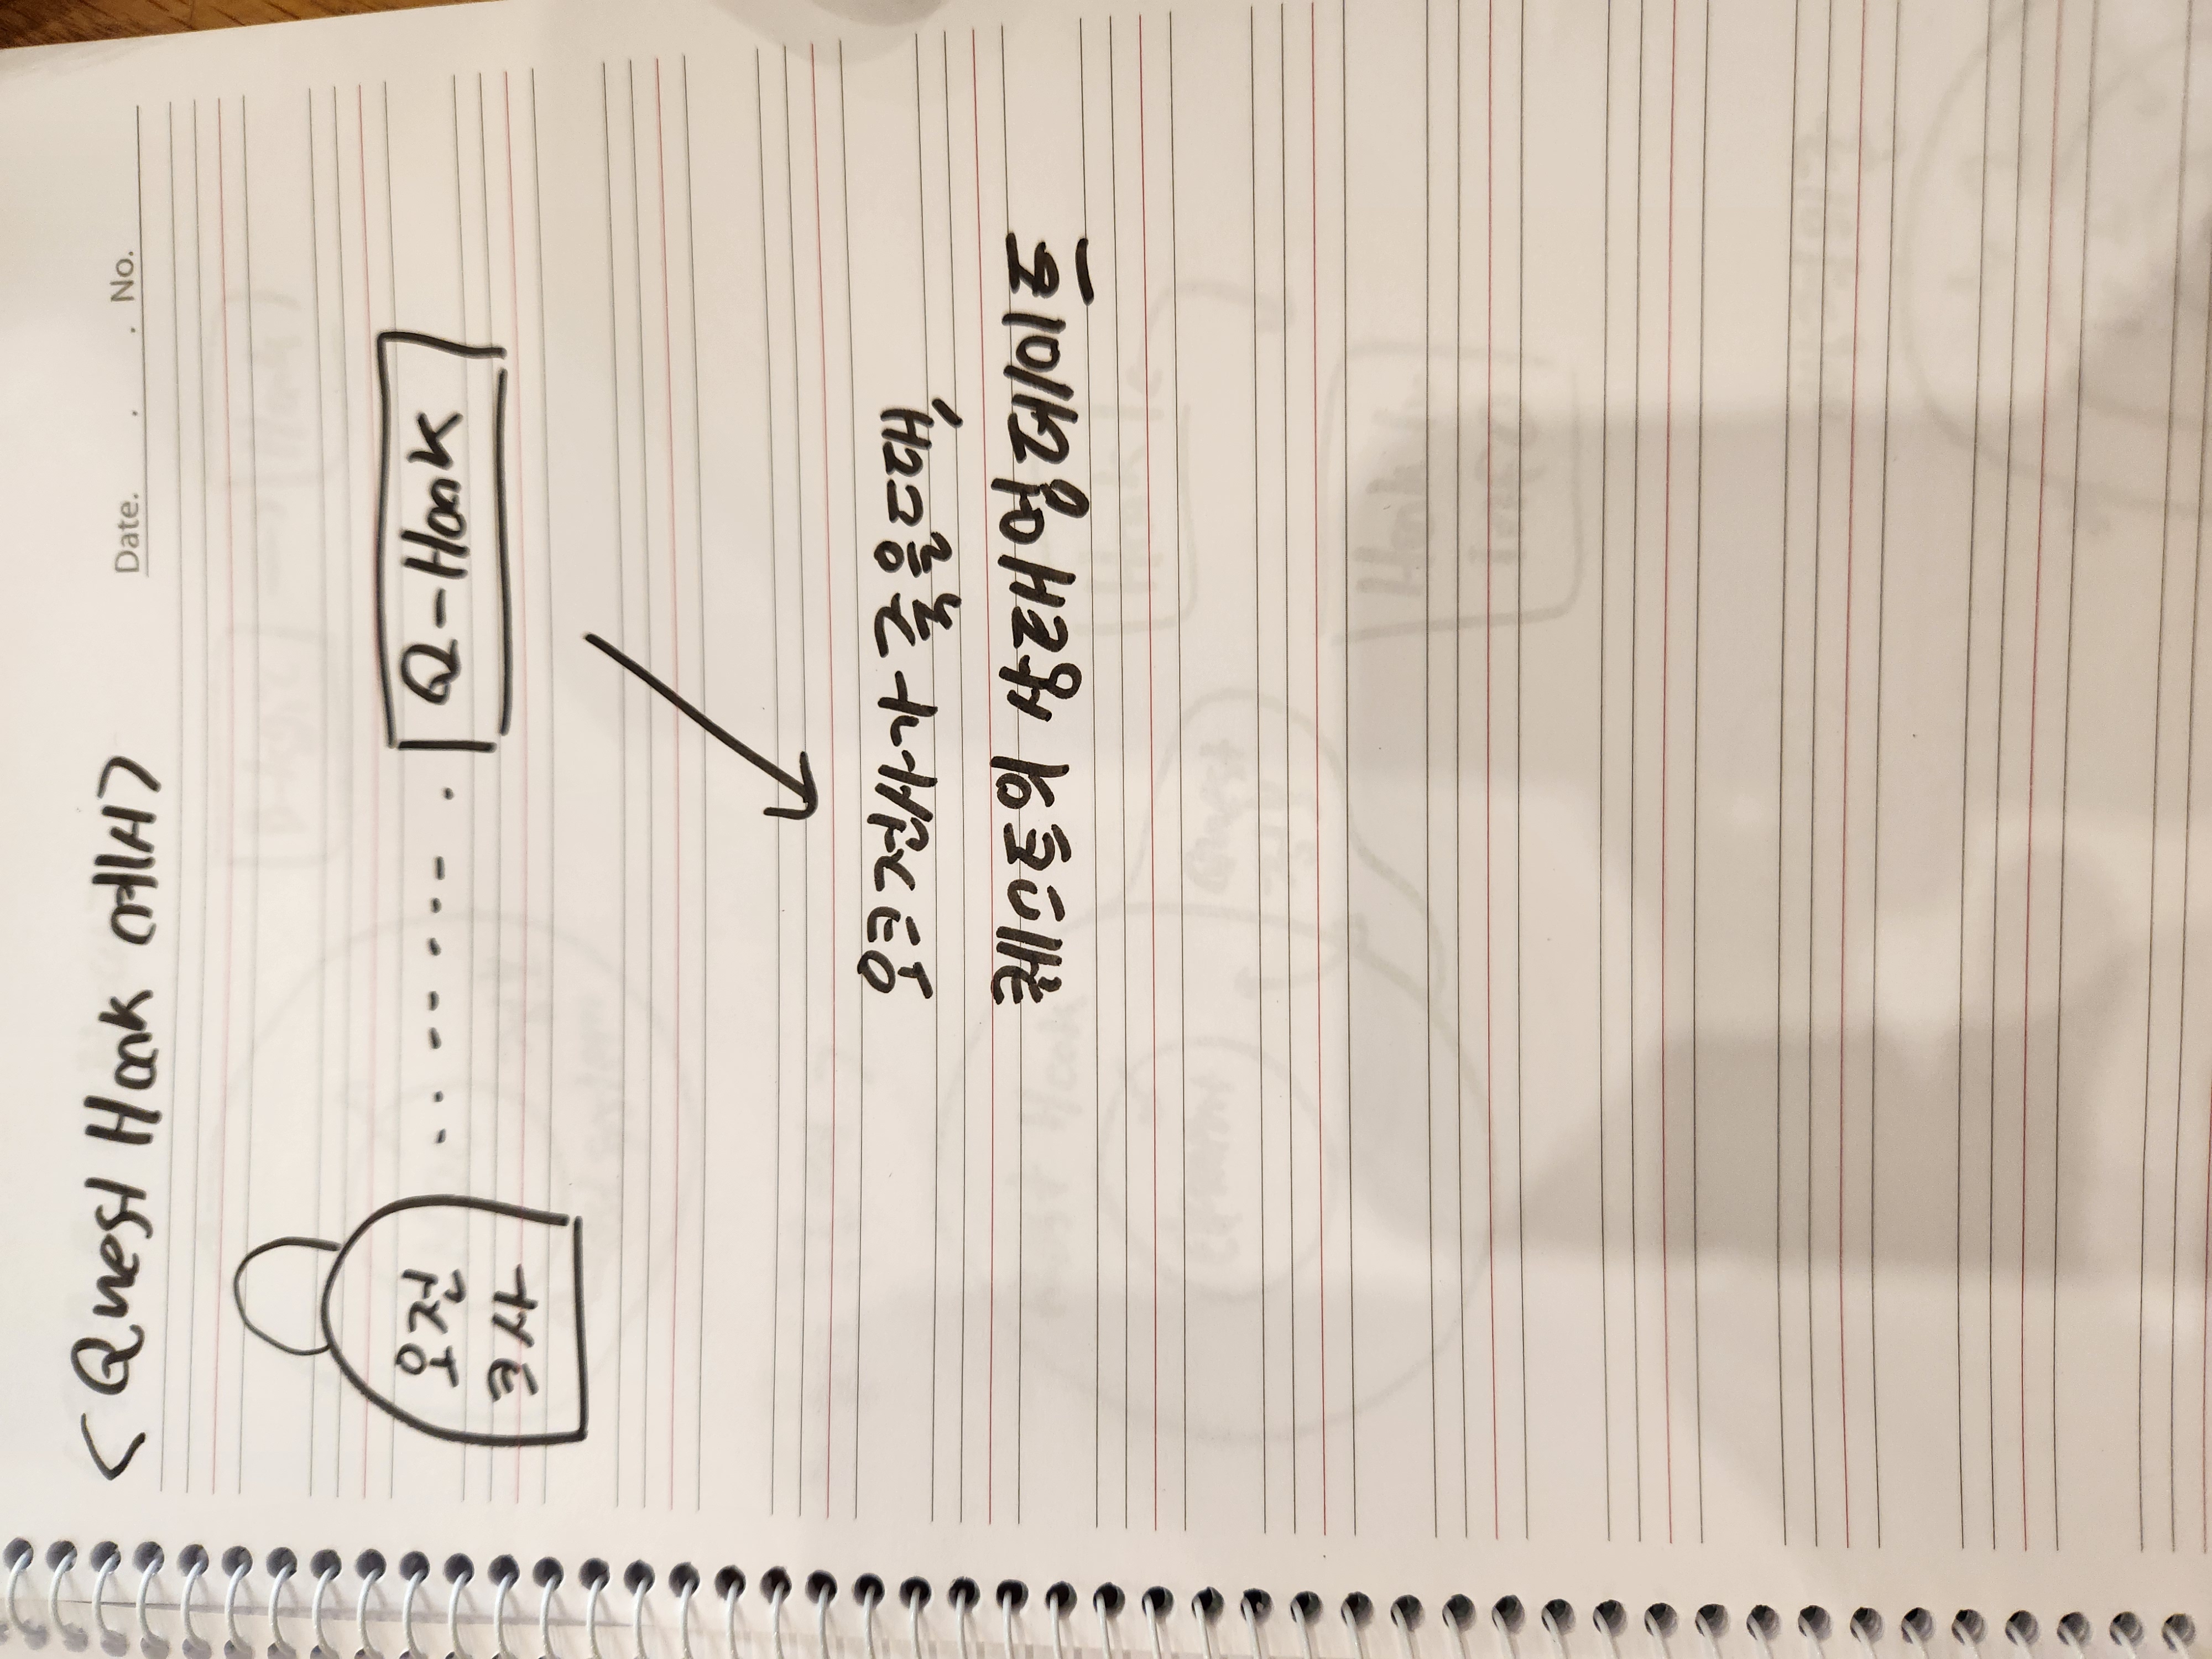 < Quest Hook 예시>
Date. . . No.
오전
크사
Q-Hook
오크전사가 죽을때,
퀘스트의 상태 업데이트